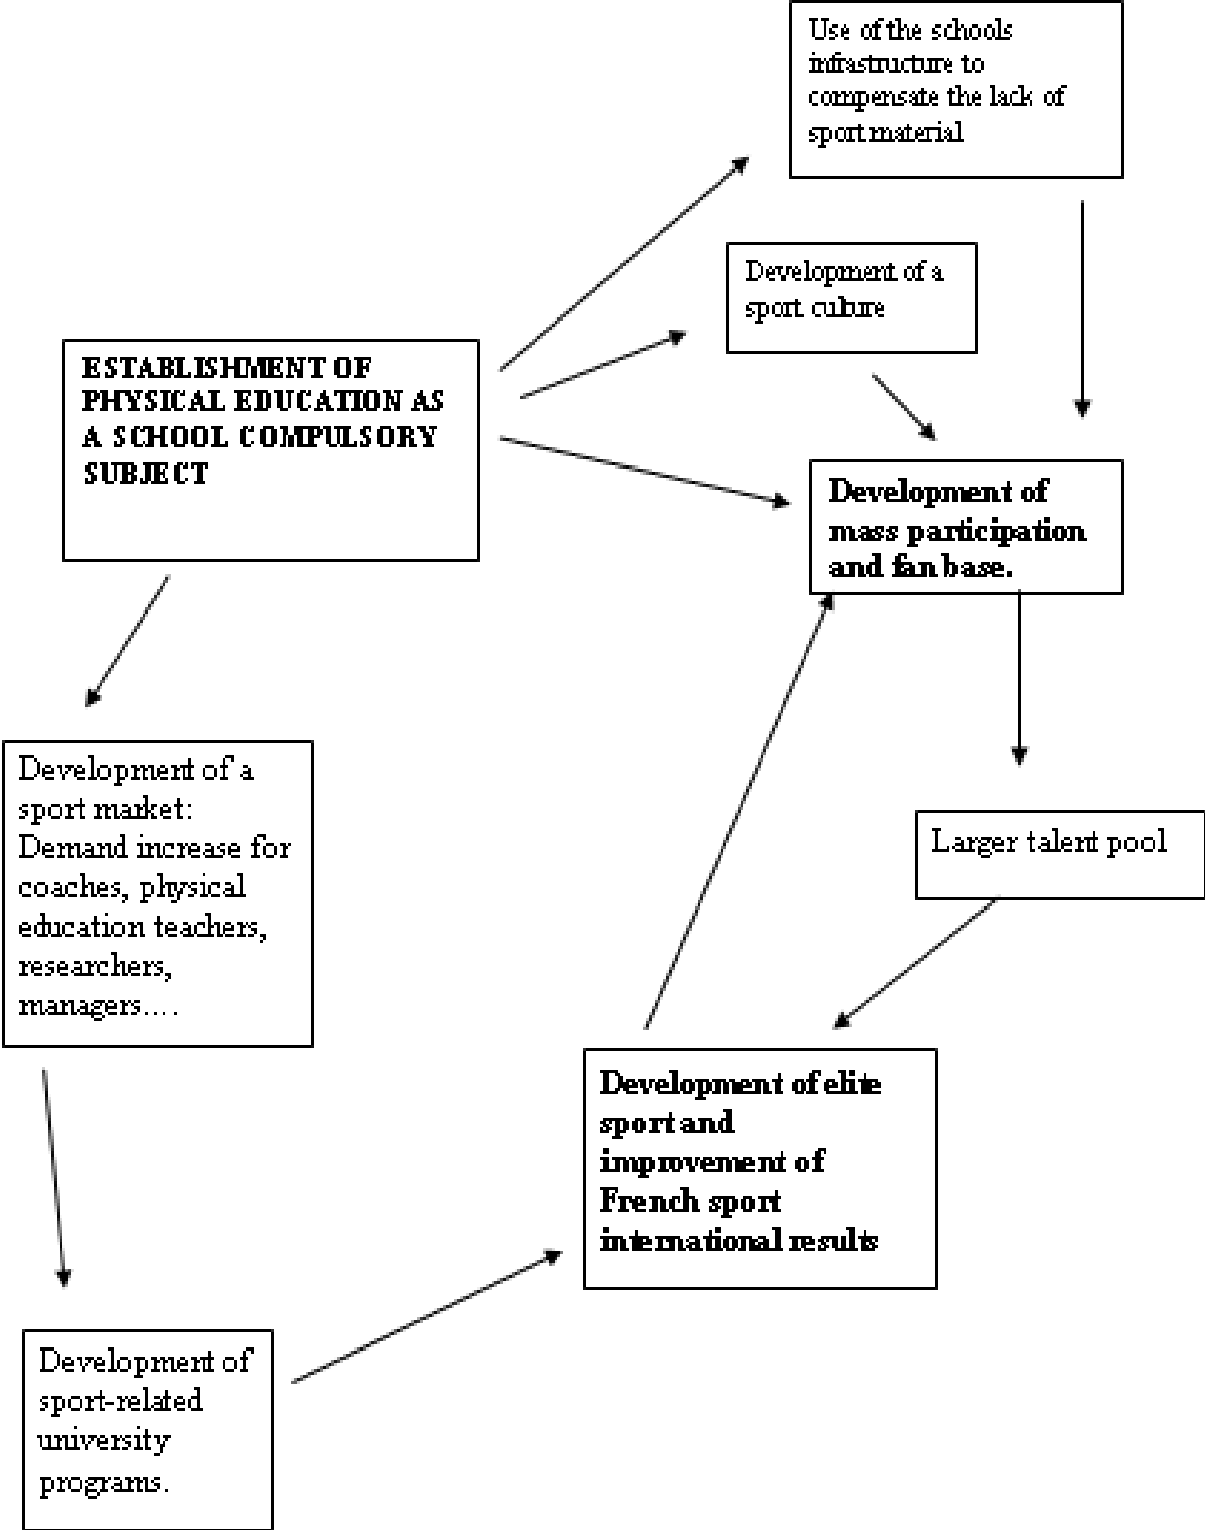 Use of the schools
infrastructure to
compensate the lack of
sport material
Development of a
sport culture
ESTABLISHMENT OF
PHYSICAL EDUCATION AS
A SCHOOL COMPULSORY
SUBJECT
Development of
mass participation
and fan base.
Development of a
sport market:
Demand increase for
coaches, physical
education teachers,
researchers,
managers….
Larger talent pool
Development of elite
sport and
improvement of
French sport
international results
Development of
sport-related
university
programs.